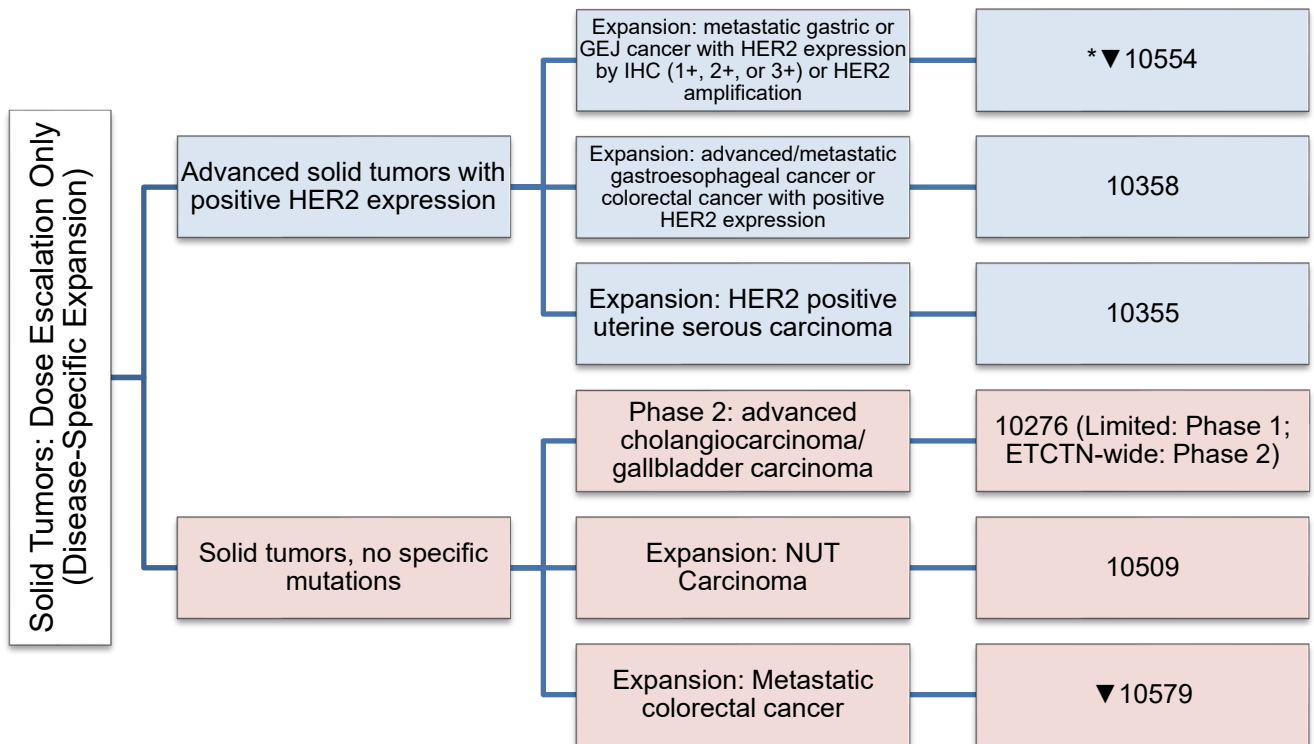 Solid Tumors: Dose Escalation Only
(Disease-Specific Expansion)
Advanced solid tumors with
positive HER2 expression
Expansion: metastatic gastric or
GEJ cancer with HER2 expression
by IHC (1+, 2+, or 3+) or HER2
amplification
*▼10554
Expansion: advanced/metastatic
gastroesophageal cancer or
colorectal cancer with positive
HER2 expression
10358
Expansion: HER2 positive
uterine serous carcinoma
10355
Solid tumors, no specific
mutations
Phase 2: advanced
cholangiocarcinoma/
gallbladder carcinoma
10276 (Limited: Phase 1;
ETCTN-wide: Phase 2)
Expansion: NUT
Carcinoma
10509
Expansion: Metastatic
colorectal cancer
▼10579